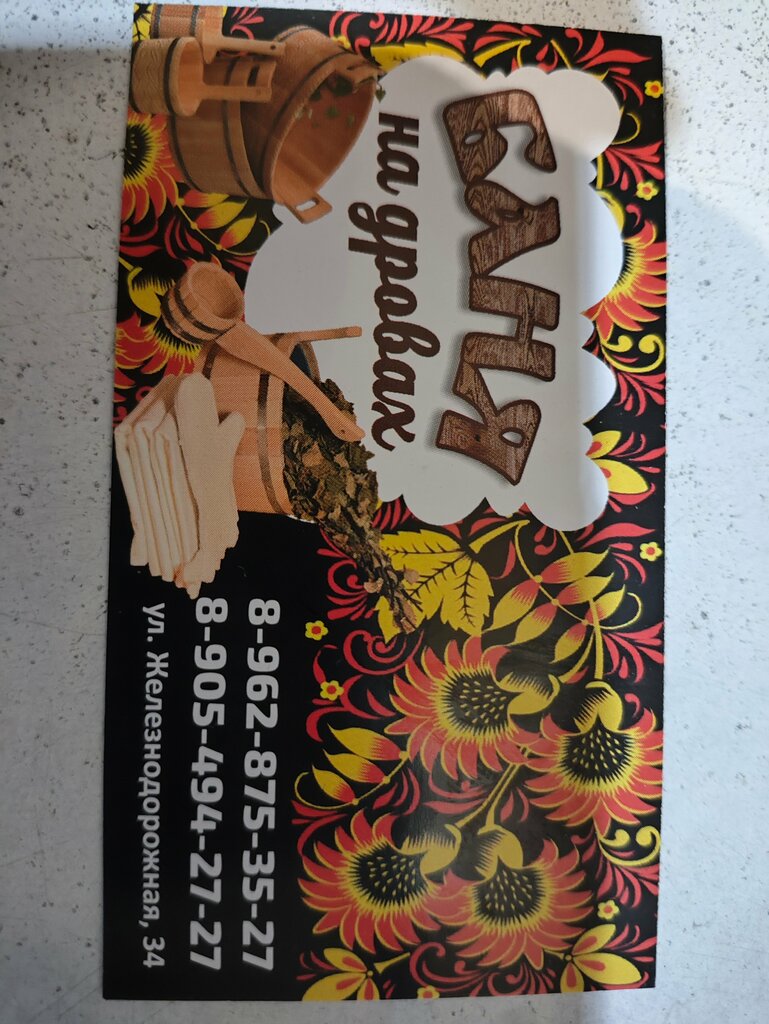 БАНЯ
на дровах
8-962-875-35-27
8-905-494-27-27
ул. Железнодорожная, 34